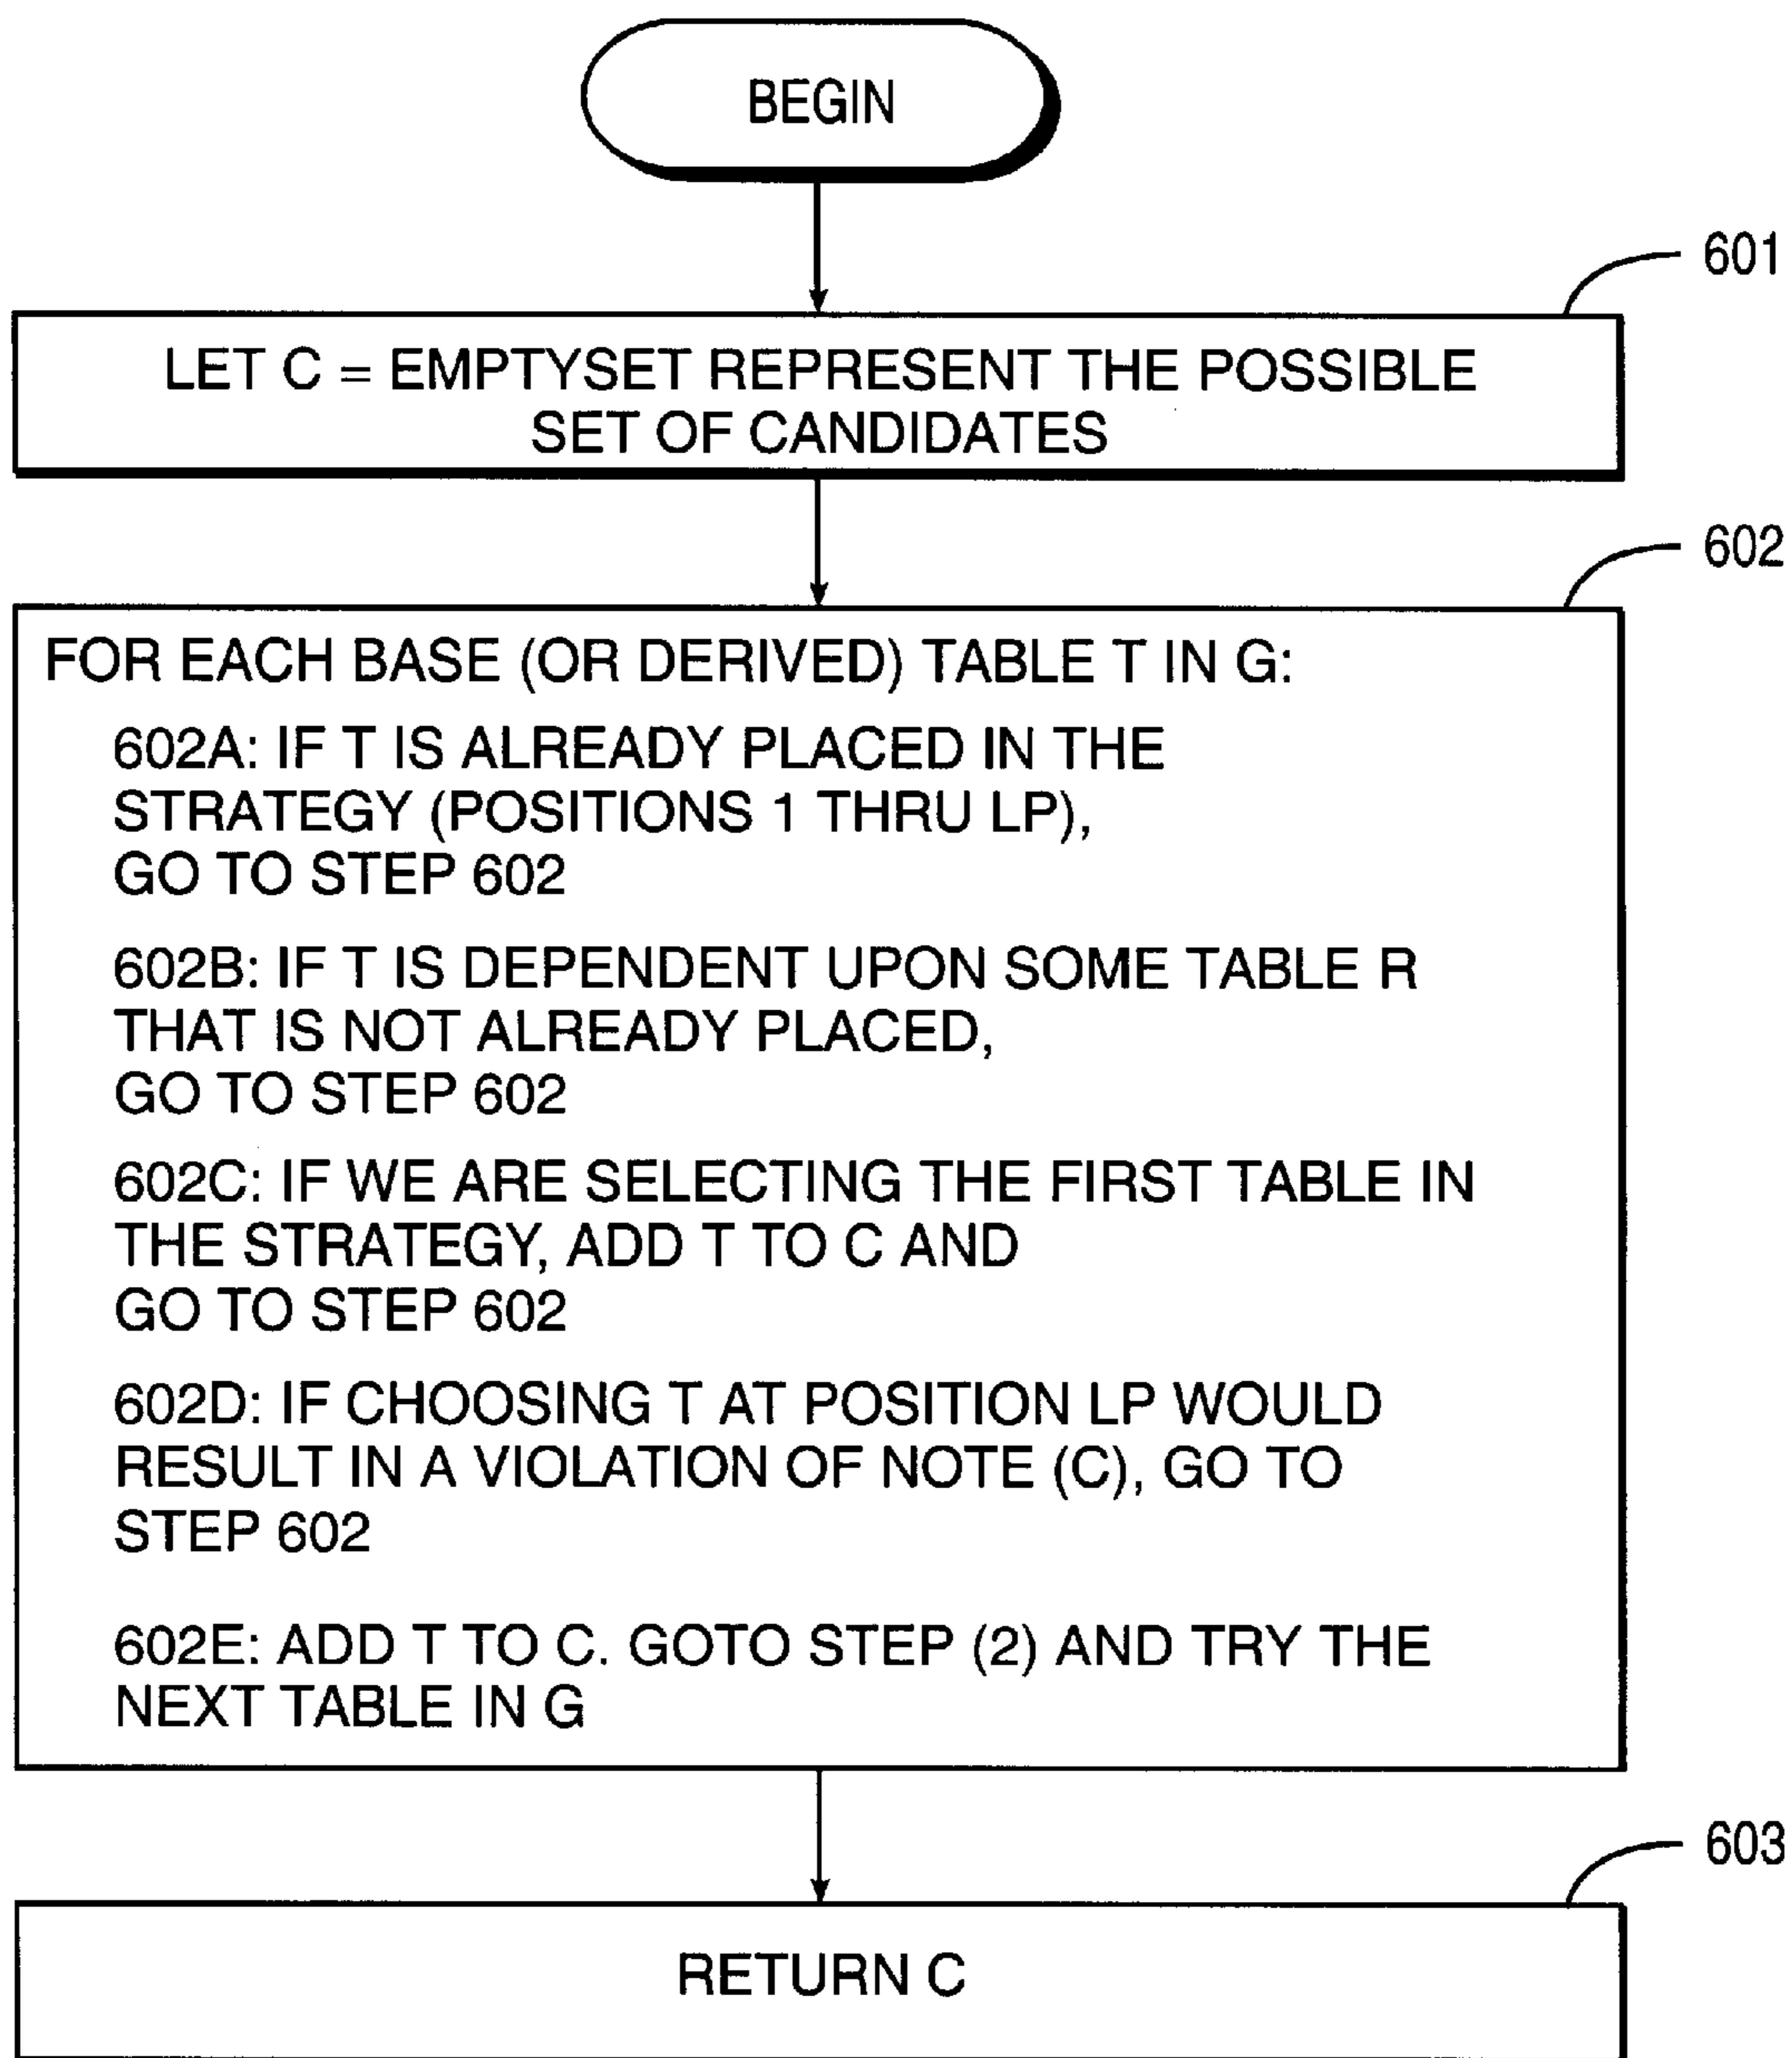 BEGIN
601
LET C = EMPTYSET REPRESENT THE POSSIBLE
SET OF CANDIDATES
602
FOR EACH BASE (OR DERIVED) TABLE T IN G:
602A: IF T IS ALREADY PLACED IN THE
STRATEGY (POSITIONS 1 THRU LP),
GO TO STEP 602
602B: IF T IS DEPENDENT UPON SOME TABLE R
THAT IS NOT ALREADY PLACED,
GO TO STEP 602
602C: IF WE ARE SELECTING THE FIRST TABLE IN
THE STRATEGY, ADD T TO C AND
GO TO STEP 602
602D: IF CHOOSING T AT POSITION LP WOULD
RESULT IN A VIOLATION OF NOTE (C), GO TO
STEP 602
602E: ADD T TO C. GOTO STEP (2) AND TRY THE
NEXT TABLE IN G
603
RETURN C